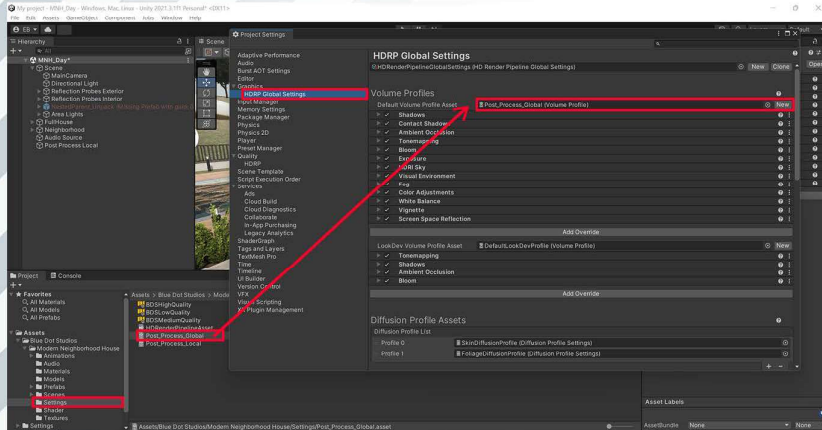 My project - MNH_Day - Windows, Mac, Linux - Unity 2021.3.11f1 Personal* <DX11>
File Edit Assets GameObject Component Jobs Window Help
EB
Hierarchy
All
MNH_Day*
Scene
MainCamera
Directional Light
Reflection Probes Exterior
Reflection Probes Interior
Area Lights
FullHouse
Neighborhood
Audio Source
Post Process Local
Scene
Project Settings
Adaptive Performance
Audio
Burst AOT Settings
Editor
Graphics
HDRP Global Settings
Input Manager
Memory Settings
Package Manager
Physics
Physics 2D
Player
Preset Manager
Quality
HDRP
Scene Template
Script Execution Order
Services
Ads
Cloud Build
Cloud Diagnostics
Collaborate
In-App Purchasing
Legacy Analytics
ShaderGraph
Tags and Layers
TextMesh Pro
Time
Timeline
UI Builder
Version Control
VFX
Visual Scripting
XR Plugin Management
HDRP Global Settings
HDRenderPipelineGlobalSettings (HD Render Pipeline Global Settings)
New Clone
Volume Profiles
Default Volume Profile Asset
Post_Process_Global (Volume Profile)
New
Shadows
Contact Shadows
Ambient Occlusion
Tonemapping
Bloom
Exposure
HDRI Sky
Visual Environment
Fog
Color Adjustments
White Balance
Vignette
Screen Space Reflection
Add Override
LookDev Volume Profile Asset
DefaultLookDevProfile (Volume Profile)
New
Tonemapping
Shadows
Ambient Occlusion
Bloom
Add Override
Diffusion Profile Assets
Diffusion Profile List
Profile 0
SkinDiffusionProfile (Diffusion Profile Settings)
Profile 1
FoliageDiffusionProfile (Diffusion Profile Settings)
Project Console
Favorites
All Materials
All Models
All Prefabs
Assets
Blue Dot Studios
Modern Neighborhood House
Animations
Audio
Materials
Models
Prefabs
Scenes
Settings
Shader
Textures
Settings
Assets > Blue Dot Studios > Mode
BDSHighQuality
BDSLowQuality
BDSMediumQuality
HDRenderPipelineAsset
Post_Process_Global
Post_Process_Local
Assets/Blue Dot Studios/Modern Neighborhood House/Settings/Post_Process_Global.asset
Asset Labels
AssetBundle None None